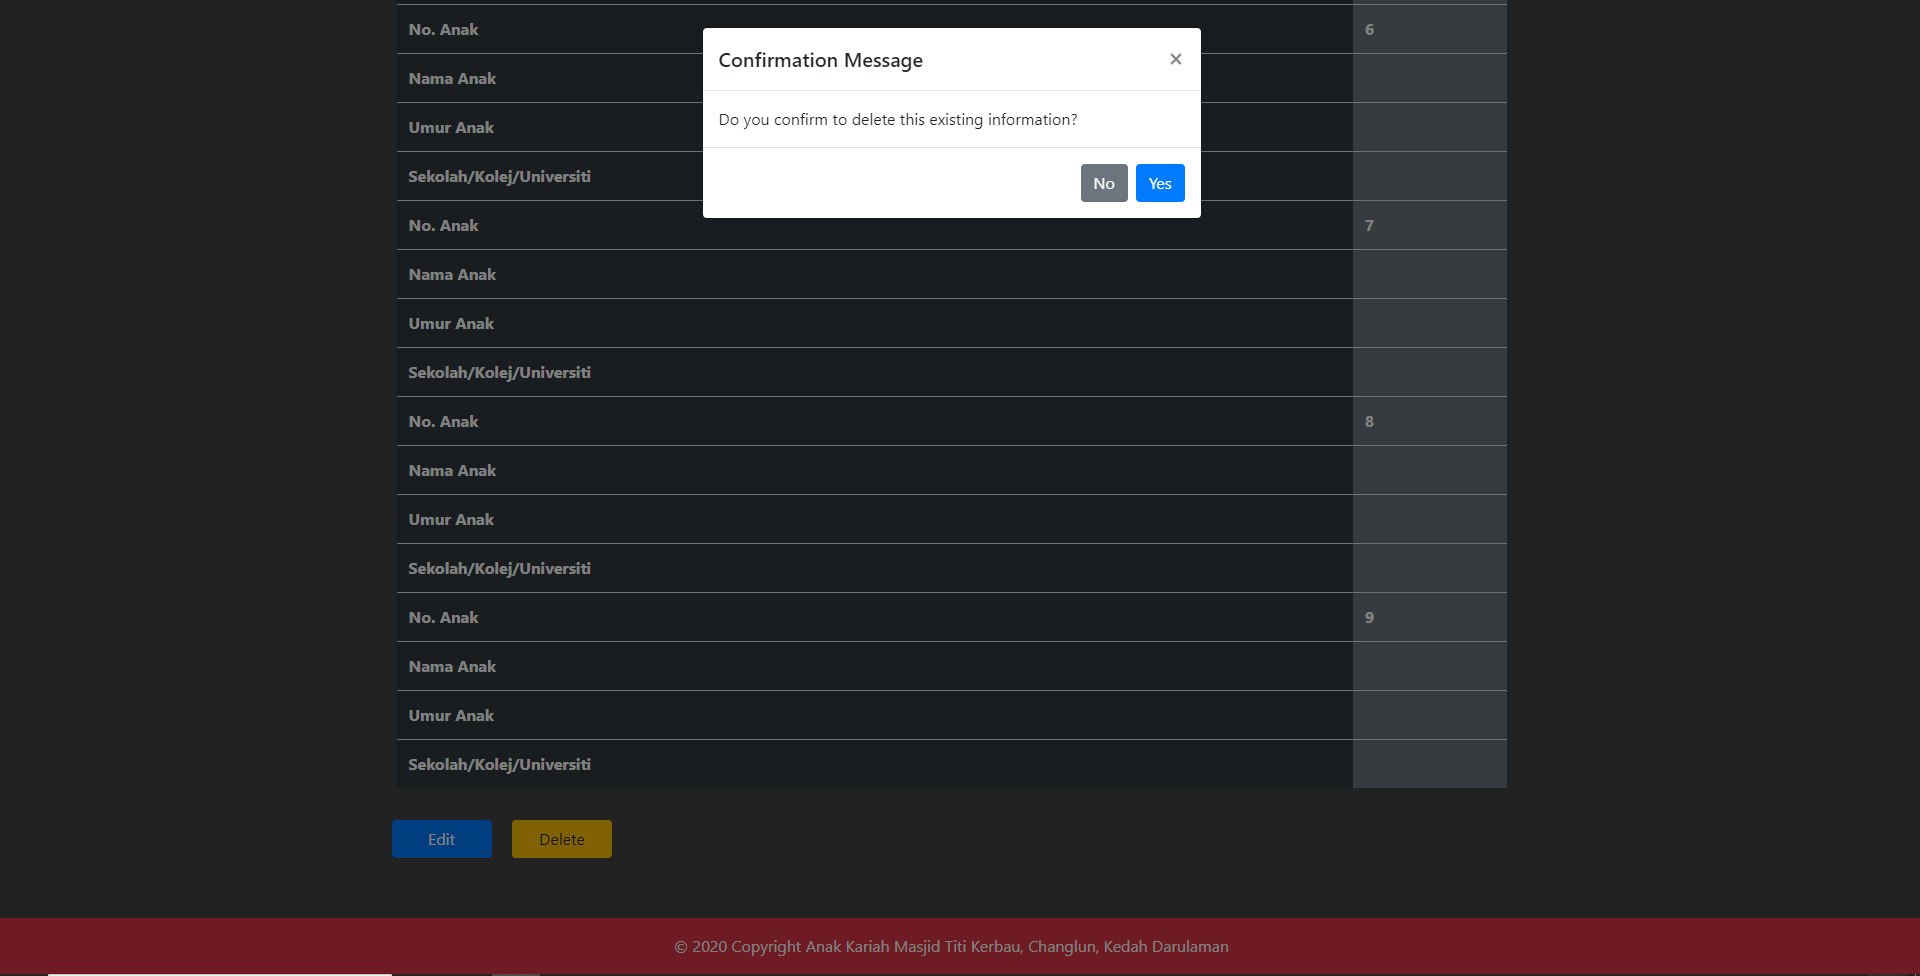 No. Anak 6
Confirmation Message ×
Nama Anak
Do you confirm to delete this existing information?
Umur Anak
Sekolah/Kolej/Universiti
No Yes
No. Anak 7
Nama Anak
Umur Anak
Sekolah/Kolej/Universiti
No. Anak 8
Nama Anak
Umur Anak
Sekolah/Kolej/Universiti
No. Anak 9
Nama Anak
Umur Anak
Sekolah/Kolej/Universiti
Edit Delete
© 2020 Copyright Anak Kariah Masjid Titi Kerbau, Changlun, Kedah Darulaman